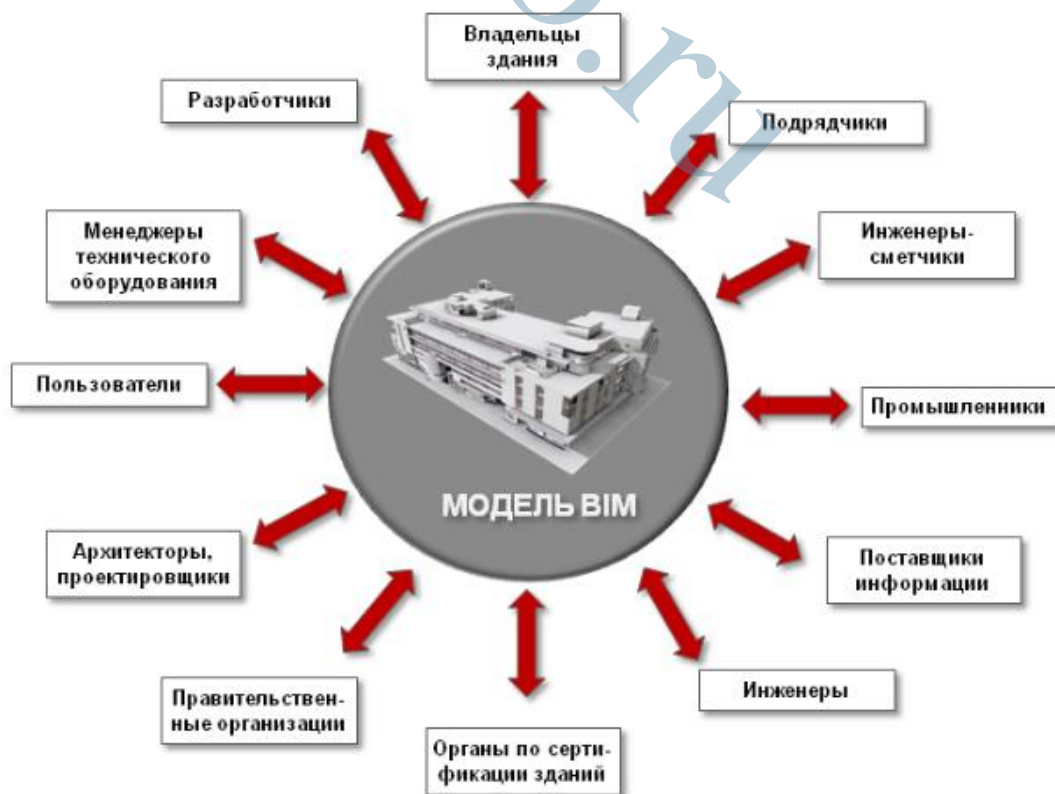 Владельцы
здания
Подрядчики
Инженеры-
сметчики
Промышленники
Поставщики
информации
Инженеры
Органы по серти-
фикации зданий
Правительствен-
ные организации
Архитекторы,
проектировщики
Пользователи
Менеджеры
технического
оборудования
Разработчики
МОДЕЛЬ BIM
.ru